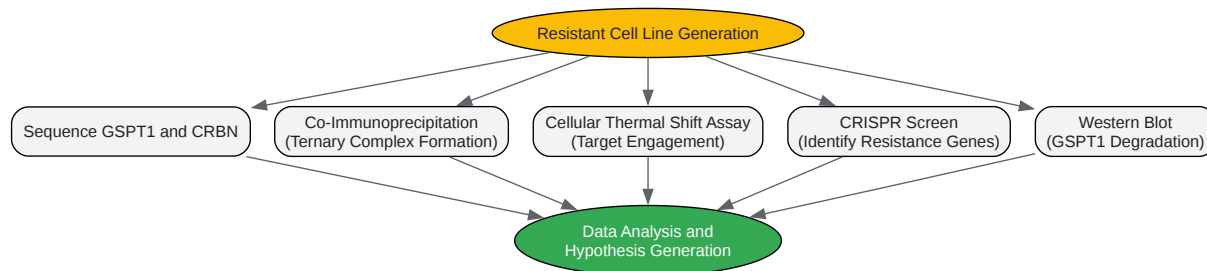 Resistant Cell Line Generation
Sequence GSPT1 and CRBN
Co-Immunoprecipitation
(Ternary Complex Formation)
Cellular Thermal Shift Assay
(Target Engagement)
CRISPR Screen
(Identify Resistance Genes)
Western Blot
(GSPT1 Degradation)
Data Analysis and
Hypothesis Generation